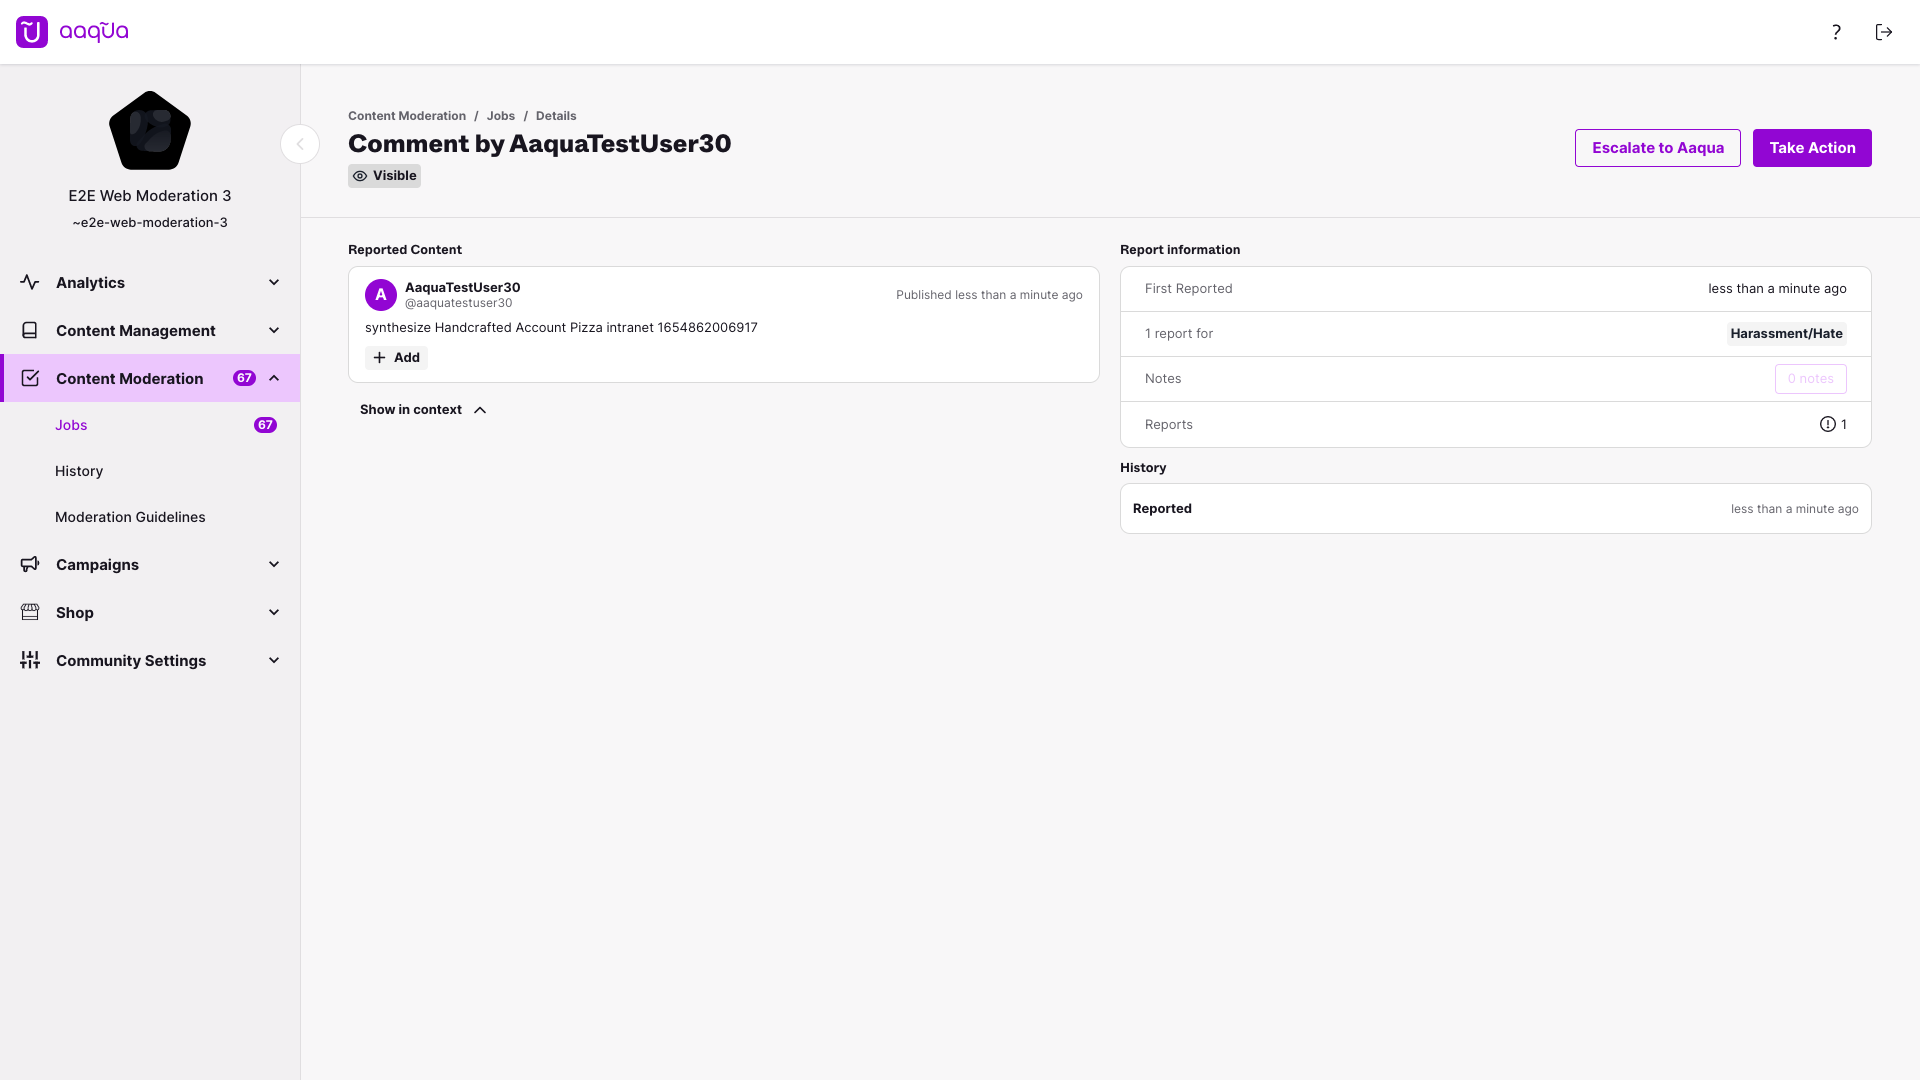 aaqũa
?
E2E Web Moderation 3
~e2e-web-moderation-3
Analytics
Content Management
Content Moderation 67
Jobs 67
History
Moderation Guidelines
Campaigns
Shop
Community Settings
Content Moderation / Jobs / Details
Comment by AaquaTestUser30
Visible
Escalate to Aaqua
Take Action
Reported Content
A
AaquaTestUser30
@aaquatestuser30
Published less than a minute ago
synthesize Handcrafted Account Pizza intranet 1654862006917
+ Add
Show in context
Report information
First Reported less than a minute ago
1 report for Harassment/Hate
Notes 0 notes
Reports 1
History
Reported less than a minute ago